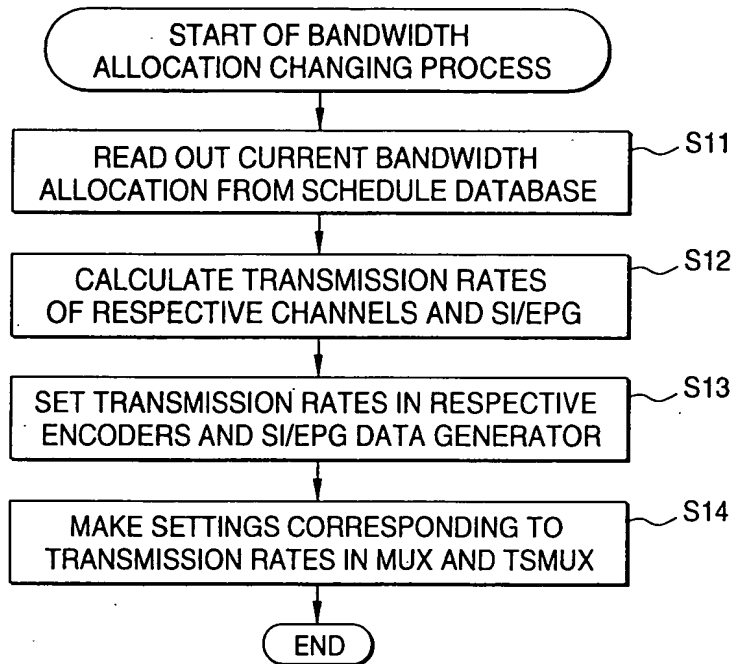 START OF BANDWIDTH
ALLOCATION CHANGING PROCESS
S11
READ OUT CURRENT BANDWIDTH
ALLOCATION FROM SCHEDULE DATABASE
S12
CALCULATE TRANSMISSION RATES
OF RESPECTIVE CHANNELS AND SI/EPG
S13
SET TRANSMISSION RATES IN RESPECTIVE
ENCODERS AND SI/EPG DATA GENERATOR
S14
MAKE SETTINGS CORRESPONDING TO
TRANSMISSION RATES IN MUX AND TSMUX
END